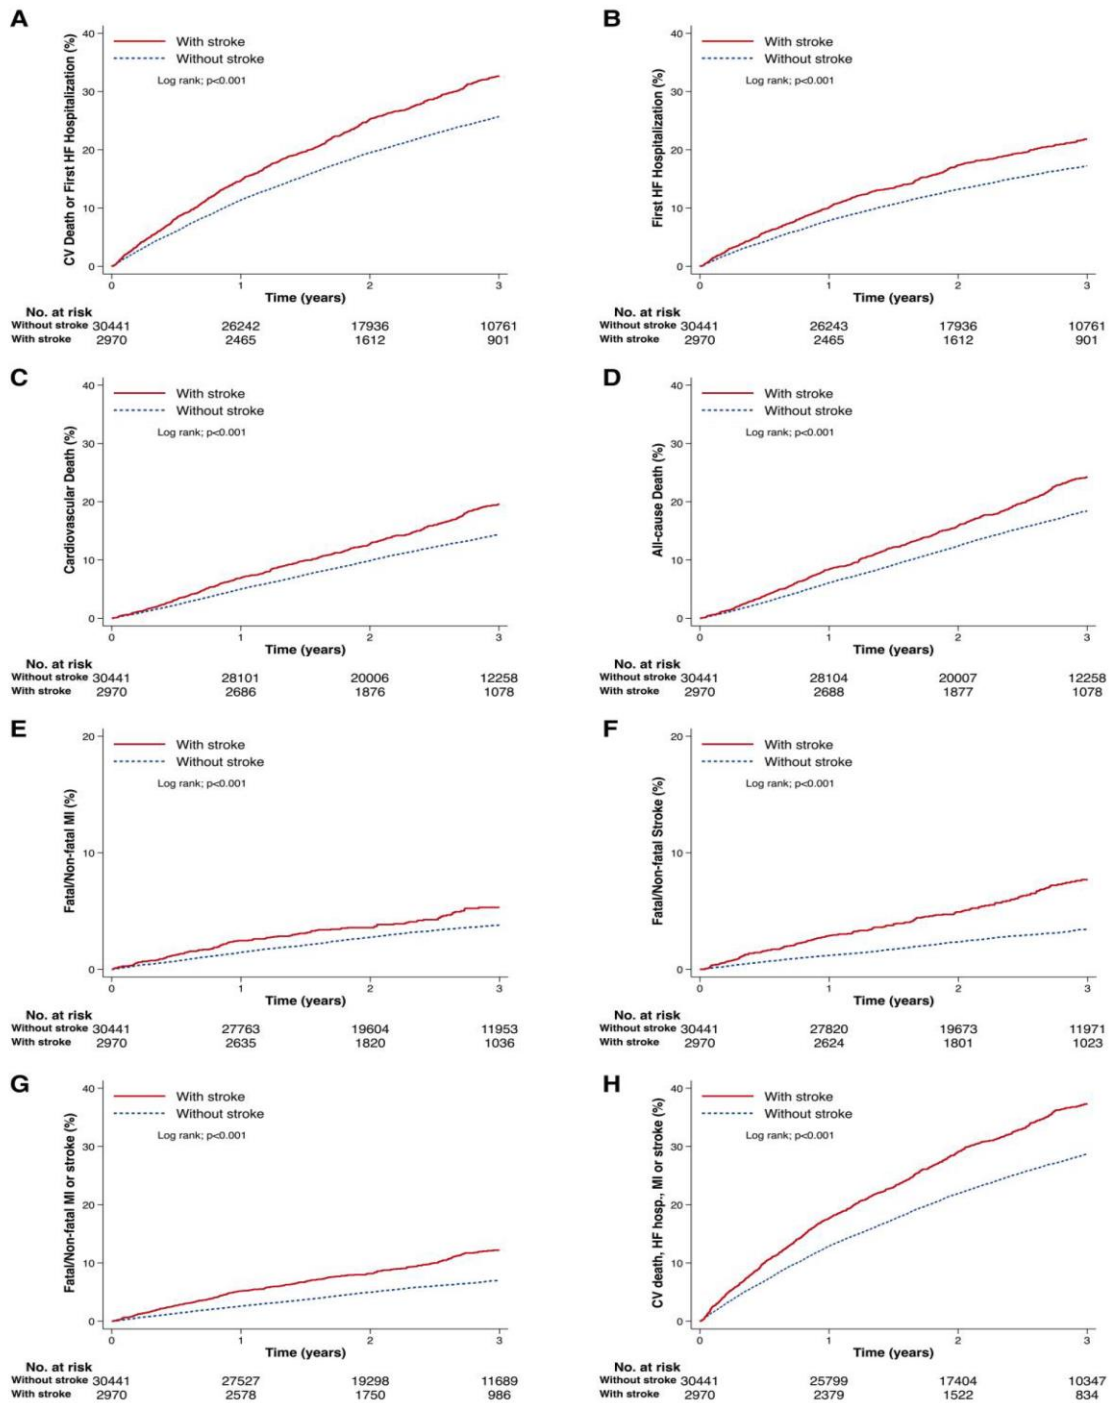 A
CV Death or First HF Hospitalization (%)
40
30
20
10
0
With stroke
Without stroke
Log rank; p<0.001
0 1 2 3
Time (years)
No. at risk
Without stroke 30441 26242 17936 10761
With stroke 2970 2465 1612 901
B
First HF Hospitalization (%)
40
30
20
10
0
With stroke
Without stroke
Log rank; p<0.001
0 1 2 3
Time (years)
No. at risk
Without stroke 30441 26243 17936 10761
With stroke 2970 2465 1612 901
C
Cardiovascular Death (%)
40
30
20
10
0
With stroke
Without stroke
Log rank; p<0.001
0 1 2 3
Time (years)
No. at risk
Without stroke 30441 28101 20006 12258
With stroke 2970 2686 1876 1078
D
All-cause Death (%)
40
30
20
10
0
With stroke
Without stroke
Log rank; p<0.001
0 1 2 3
Time (years)
No. at risk
Without stroke 30441 28104 20007 12258
With stroke 2970 2688 1877 1078
E
Fatal/Non-fatal MI (%)
20
10
0
With stroke
Without stroke
Log rank; p<0.001
0 1 2 3
Time (years)
No. at risk
Without stroke 30441 27763 19604 11953
With stroke 2970 2635 1820 1036
F
Fatal/Non-fatal Stroke (%)
20
10
0
With stroke
Without stroke
Log rank; p<0.001
0 1 2 3
Time (years)
No. at risk
Without stroke 30441 27820 19673 11971
With stroke 2970 2624 1801 1023
G
Fatal/Non-fatal MI or stroke (%)
40
30
20
10
0
With stroke
Without stroke
Log rank; p<0.001
0 1 2 3
Time (years)
No. at risk
Without stroke 30441 27527 19298 11689
With stroke 2970 2578 1750 986
H
CV death, HF hosp., MI or stroke (%)
40
30
20
10
0
With stroke
Without stroke
Log rank; p<0.001
0 1 2 3
Time (years)
No. at risk
Without stroke 30441 25799 17404 10347
With stroke 2970 2379 1522 834